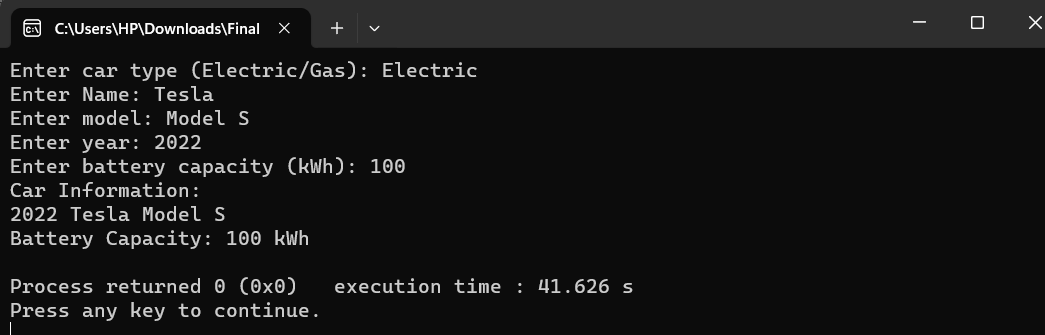 C:\Users\HP\Downloads\Final
Enter car type (Electric/Gas): Electric
Enter Name: Tesla
Enter model: Model S
Enter year: 2022
Enter battery capacity (kWh): 100
Car Information:
2022 Tesla Model S
Battery Capacity: 100 kWh
Process returned 0 (0x0)   execution time : 41.626 s
Press any key to continue.